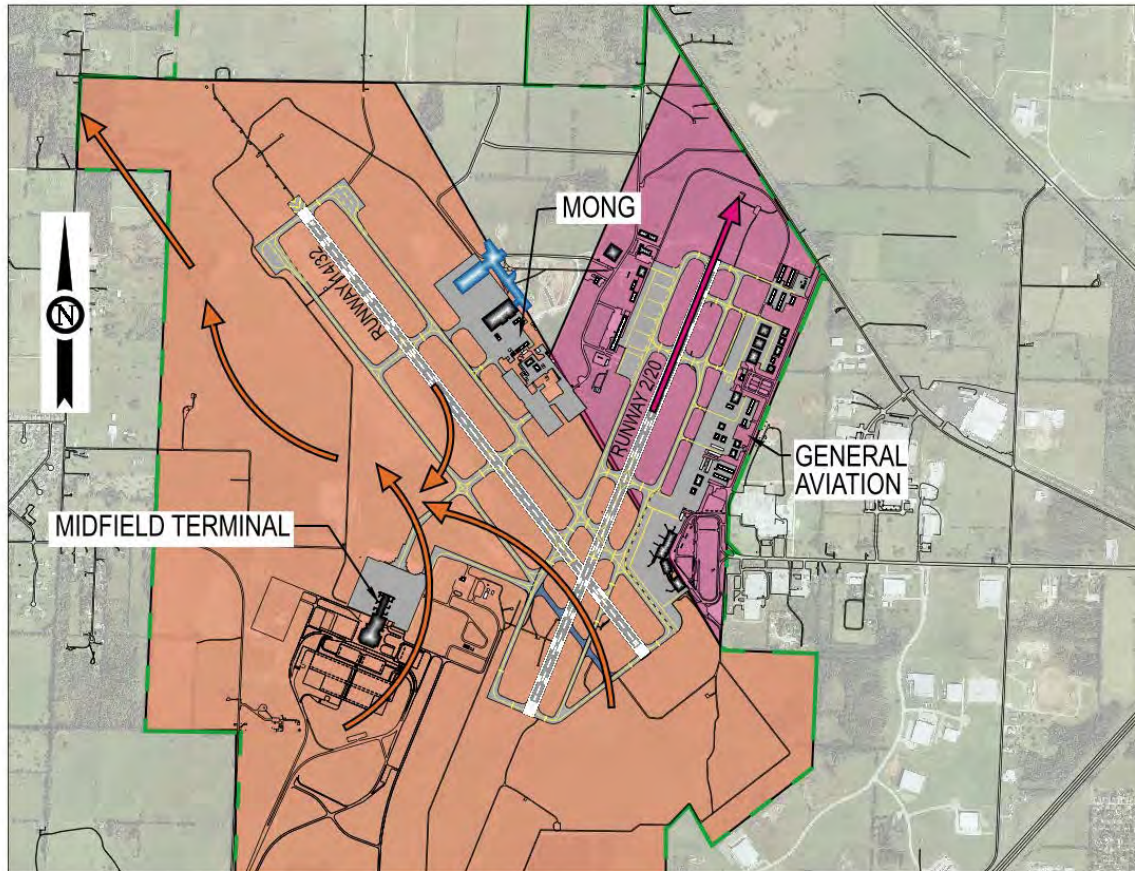 MONG
RUNWAY 14/32
RUNWAY 2/20
GENERAL
AVIATION
MIDFIELD TERMINAL
N